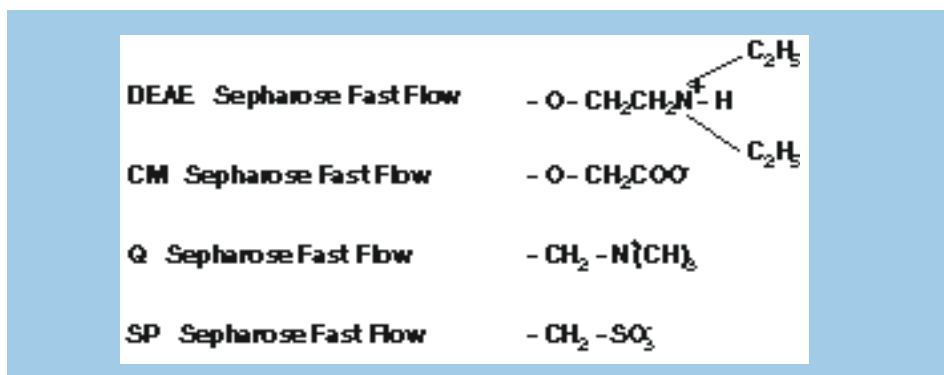 C₂H₅
DEAE Sepharose Fast Flow - O- CH₂CH₂N⁺- H
C₂H₅
CM Sepharose Fast Flow - O- CH₂COO⁻
Q Sepharose Fast Flow - CH₂ -N⁺(CH)₃
SP Sepharose Fast Flow - CH₂ -SO₃⁻